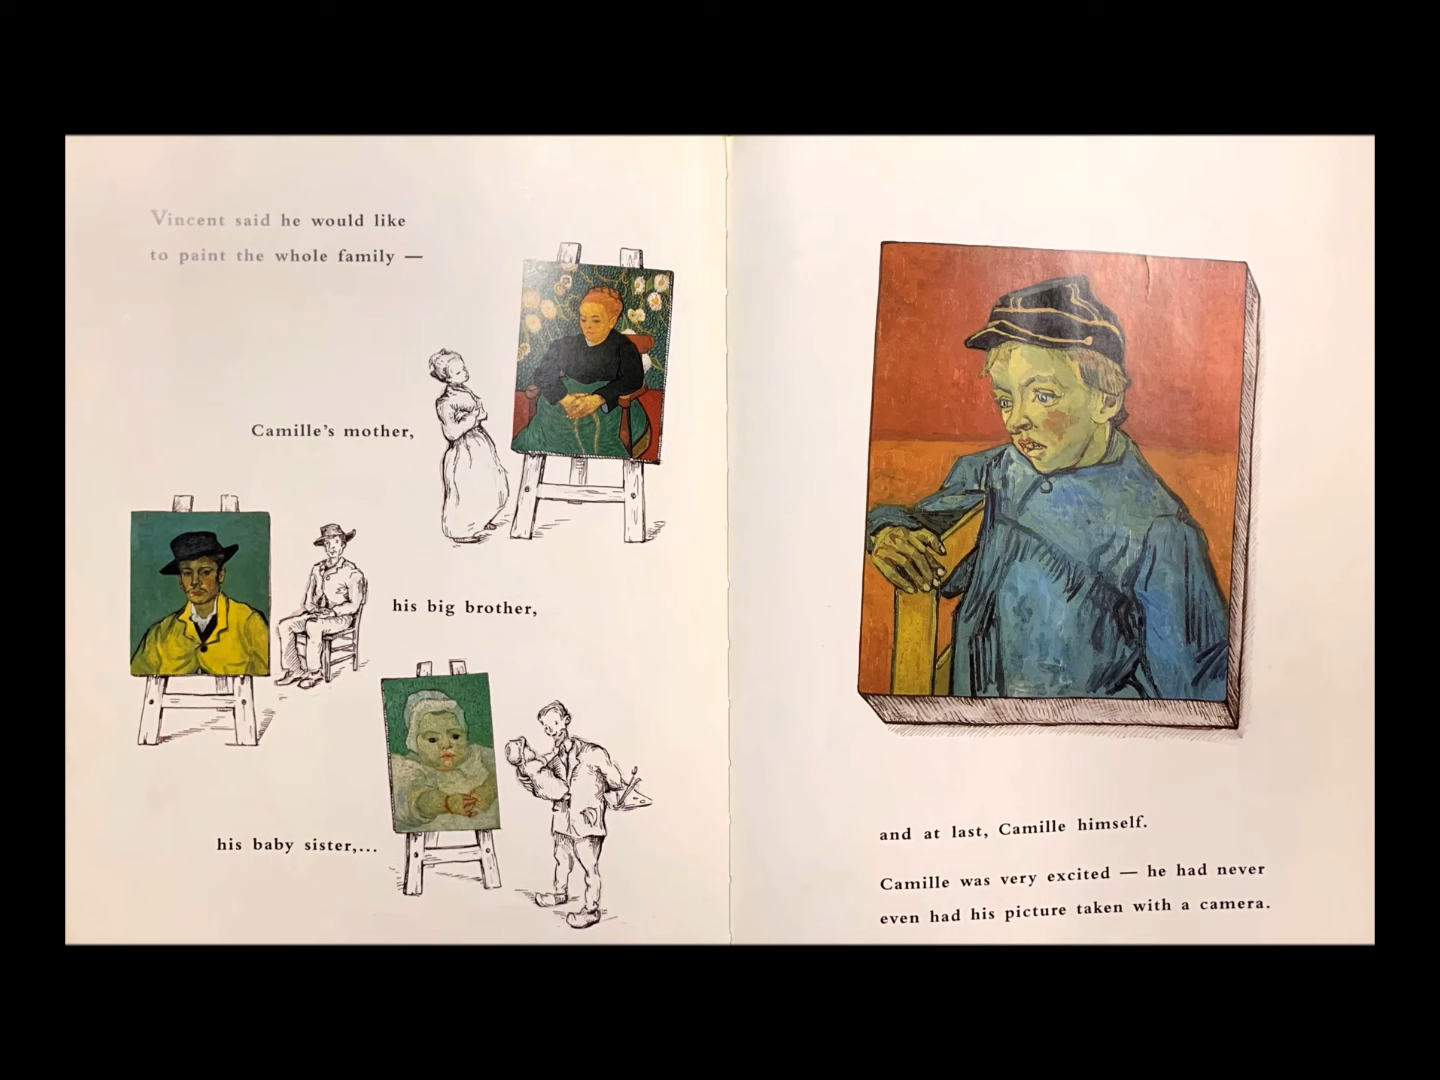 Vincent said he would like
to paint the whole family —
Camille's mother,
his big brother,
his baby sister,...
and at last, Camille himself.
Camille was very excited — he had never
even had his picture taken with a camera.